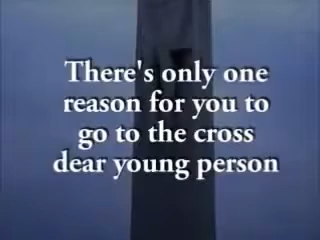 There's only one
reason for you to
go to the cross
dear young person